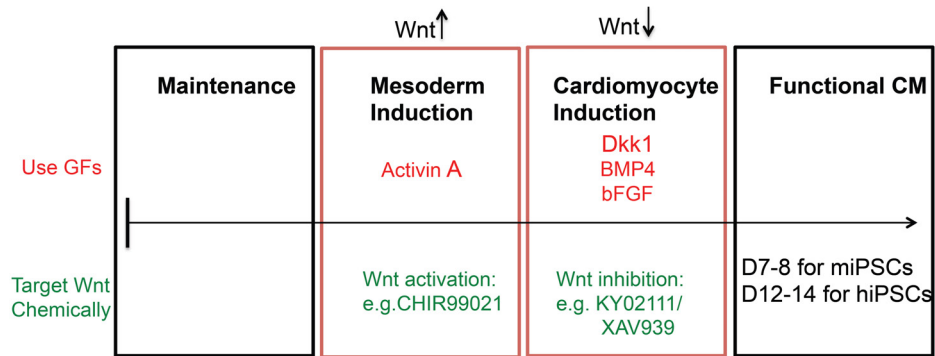 Wnt
Wnt
Maintenance
Mesoderm
Induction
Cardiomyocyte
Induction
Functional CM
Use GFs
Activin A
Dkk1
BMP4
bFGF
Target Wnt
Chemically
Wnt activation:
e.g.CHIR99021
Wnt inhibition:
e.g. KY02111/
XAV939
D7-8 for miPSCs
D12-14 for hiPSCs